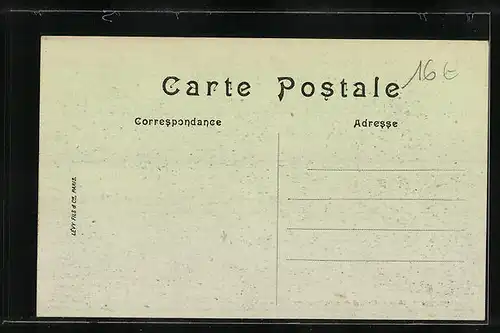 16 €
Carte Postale
Correspondance
Adresse
LÉVY FILS & CIE, PARIS.